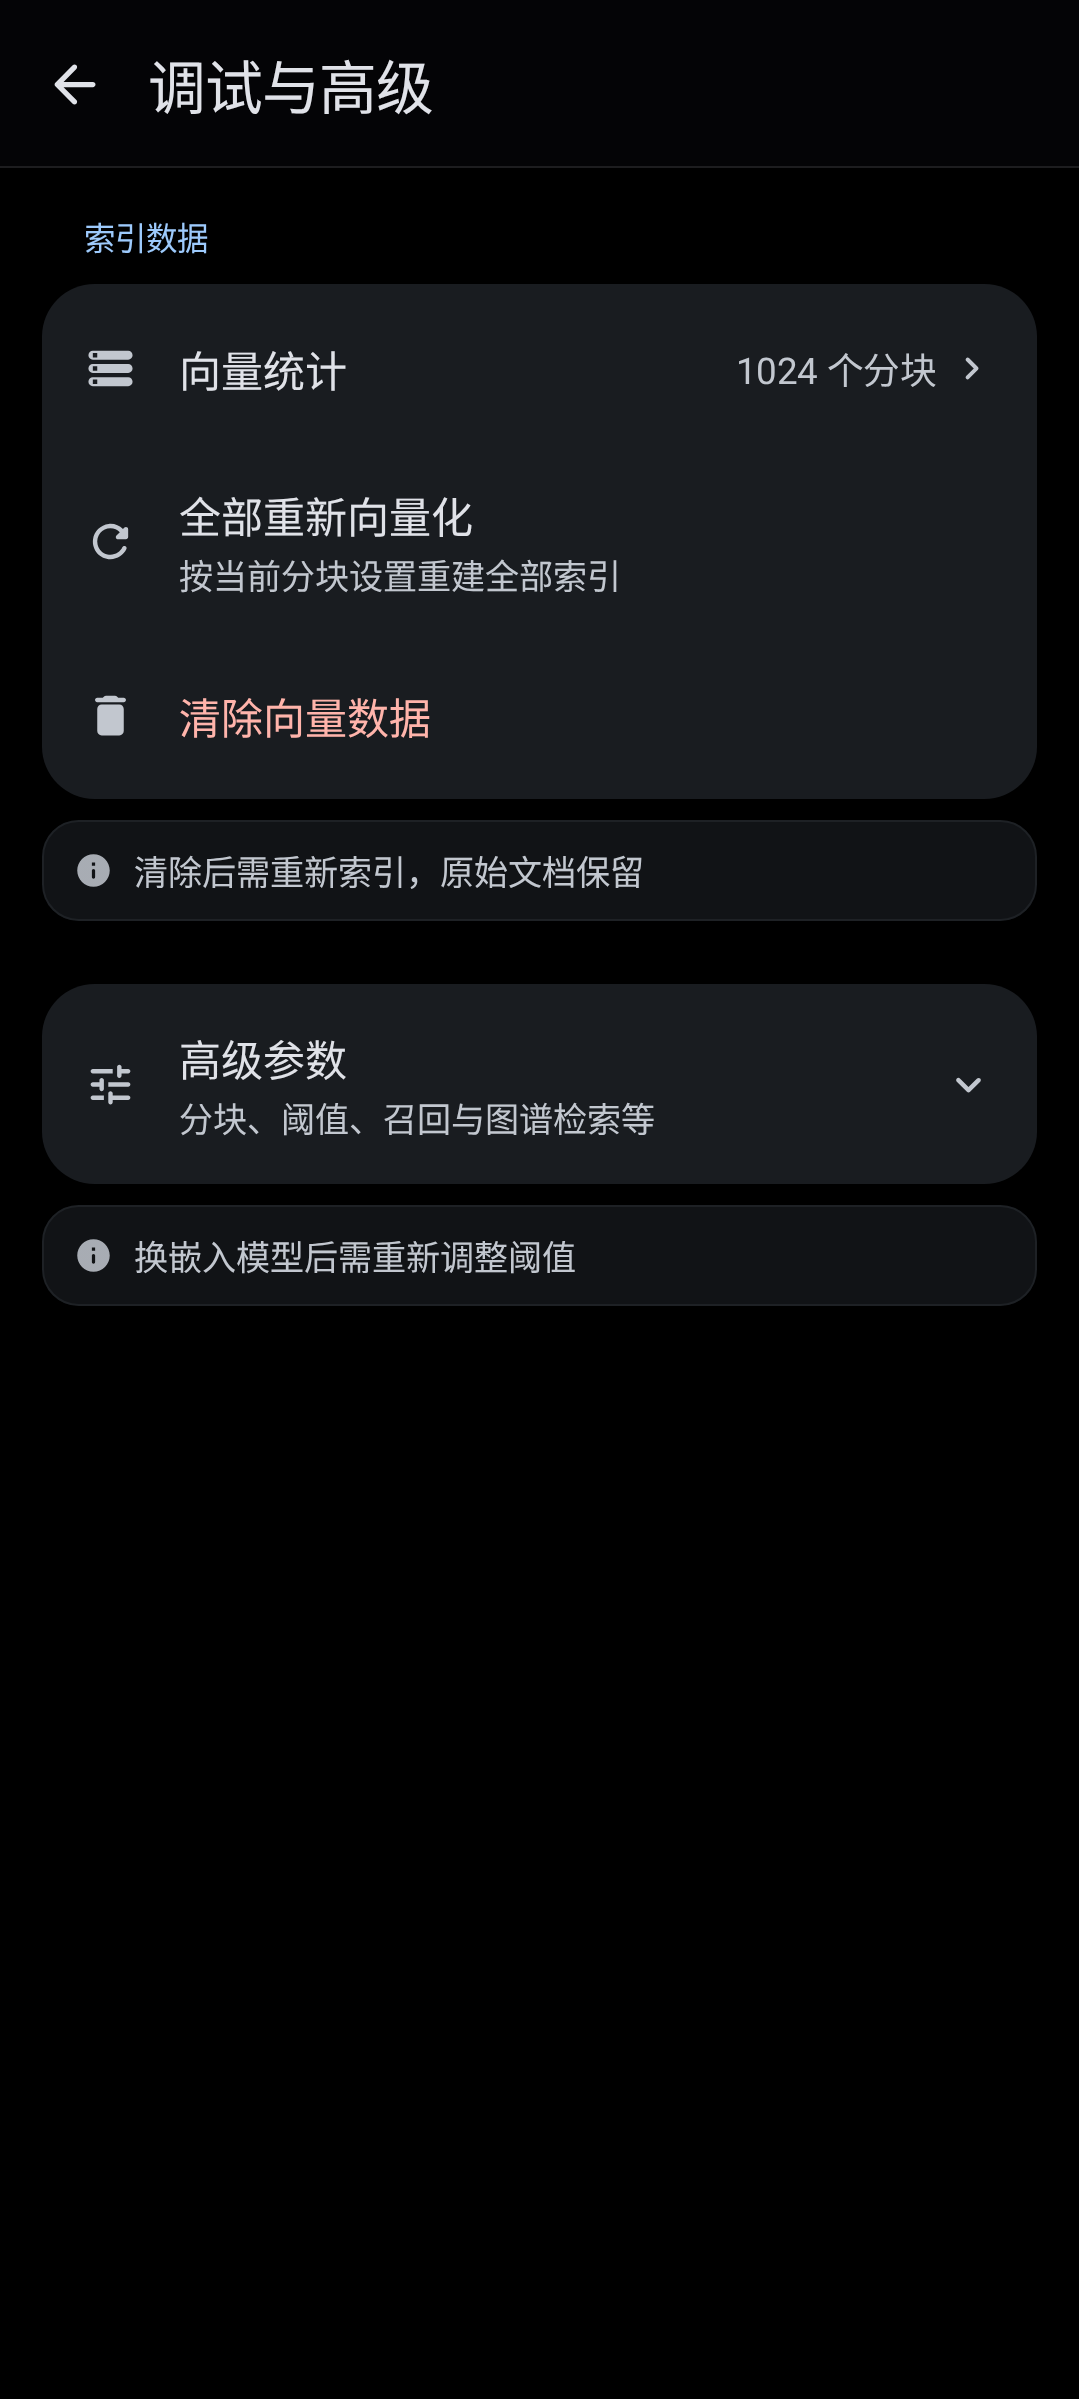 调试与高级
索引数据
向量统计
1024 个分块
全部重新向量化
按当前分块设置重建全部索引
清除向量数据
清除后需重新索引，原始文档保留
高级参数
分块、阈值、召回与图谱检索等
换嵌入模型后需重新调整阈值